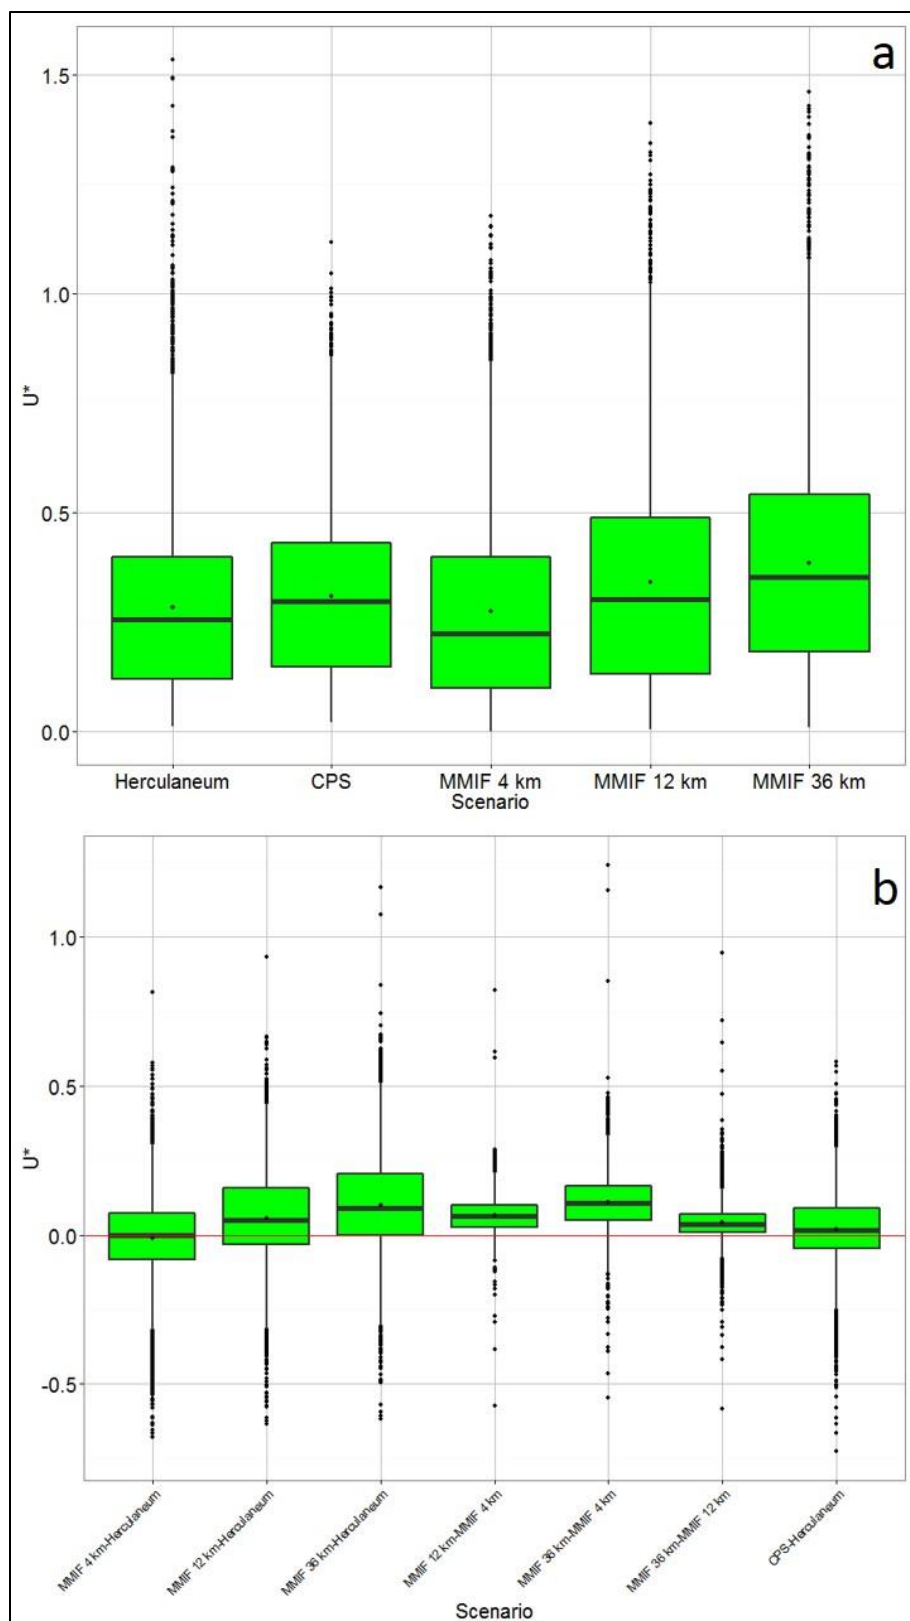 a
1.5
1.0
U*
0.5
0.0
Herculaneum CPS MMIF 4 km MMIF 12 km MMIF 36 km
Scenario
b
1.0
0.5
U*
0.0
-0.5
MMIF 4 km-Herculaneum
MMIF 12 km-Herculaneum
MMIF 36 km-Herculaneum
MMIF 12 km-MMIF 4 km
MMIF 36 km-MMIF 4 km
MMIF 36 km-MMIF 12 km
CPS-Herculaneum
Scenario